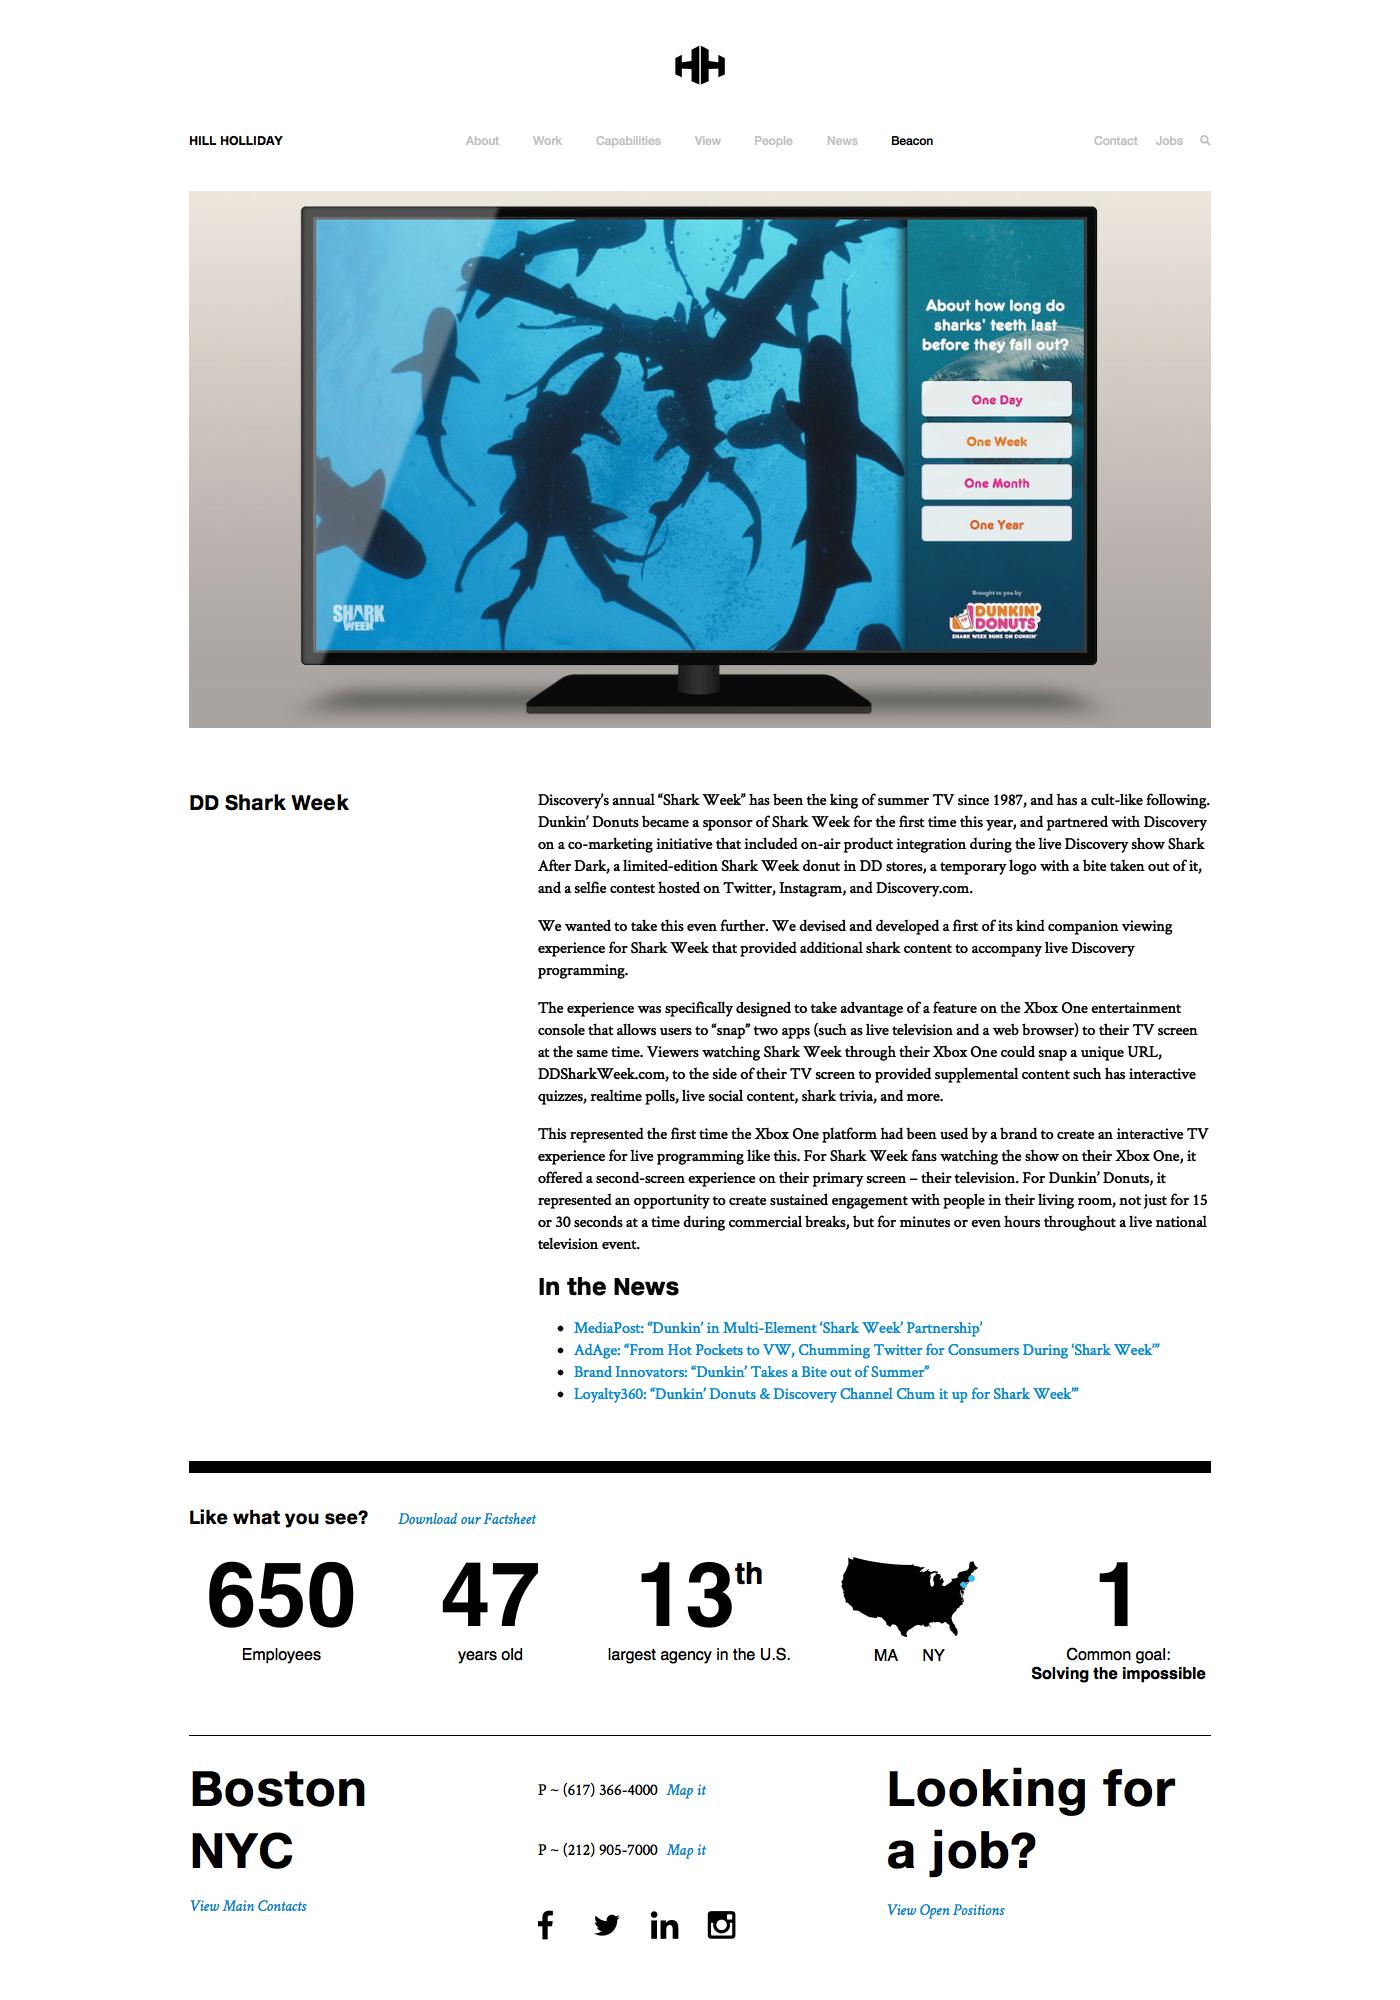 HH
HILL HOLLIDAY
About Work Capabilities View People News Beacon
Contact Jobs
About how long do
sharks' teeth last
before they fall out?
One Day
One Week
One Month
One Year
SHARK
WEEK
Brought to you by
DUNKIN'
DONUTS
SHARK WEEK RUNS ON DUNKIN'
DD Shark Week
Discovery's annual “Shark Week” has been the king of summer TV since 1987, and has a cult-like following.
Dunkin' Donuts became a sponsor of Shark Week for the first time this year, and partnered with Discovery
on a co-marketing initiative that included on-air product integration during the live Discovery show Shark
After Dark, a limited-edition Shark Week donut in DD stores, a temporary logo with a bite taken out of it,
and a selfie contest hosted on Twitter, Instagram, and Discovery.com.
We wanted to take this even further. We devised and developed a first of its kind companion viewing
experience for Shark Week that provided additional shark content to accompany live Discovery
programming.
The experience was specifically designed to take advantage of a feature on the Xbox One entertainment
console that allows users to “snap” two apps (such as live television and a web browser) to their TV screen
at the same time. Viewers watching Shark Week through their Xbox One could snap a unique URL,
DDSharkWeek.com, to the side of their TV screen to provided supplemental content such has interactive
quizzes, realtime polls, live social content, shark trivia, and more.
This represented the first time the Xbox One platform had been used by a brand to create an interactive TV
experience for live programming like this. For Shark Week fans watching the show on their Xbox One, it
offered a second-screen experience on their primary screen – their television. For Dunkin' Donuts, it
represented an opportunity to create sustained engagement with people in their living room, not just for 15
or 30 seconds at a time during commercial breaks, but for minutes or even hours throughout a live national
television event.
In the News
• MediaPost: “Dunkin' in Multi-Element ‘Shark Week' Partnership'
• AdAge: “From Hot Pockets to VW, Chumming Twitter for Consumers During ‘Shark Week'”
• Brand Innovators: “Dunkin' Takes a Bite out of Summer”
• Loyalty360: “Dunkin' Donuts & Discovery Channel Chum it up for Shark Week'”
Like what you see? Download our Factsheet
650
Employees
47
years old
13th
largest agency in the U.S.
MA NY
1
Common goal:
Solving the impossible
Boston
NYC
View Main Contacts
P ~ (617) 366-4000 Map it
P ~ (212) 905-7000 Map it
Looking for
a job?
View Open Positions